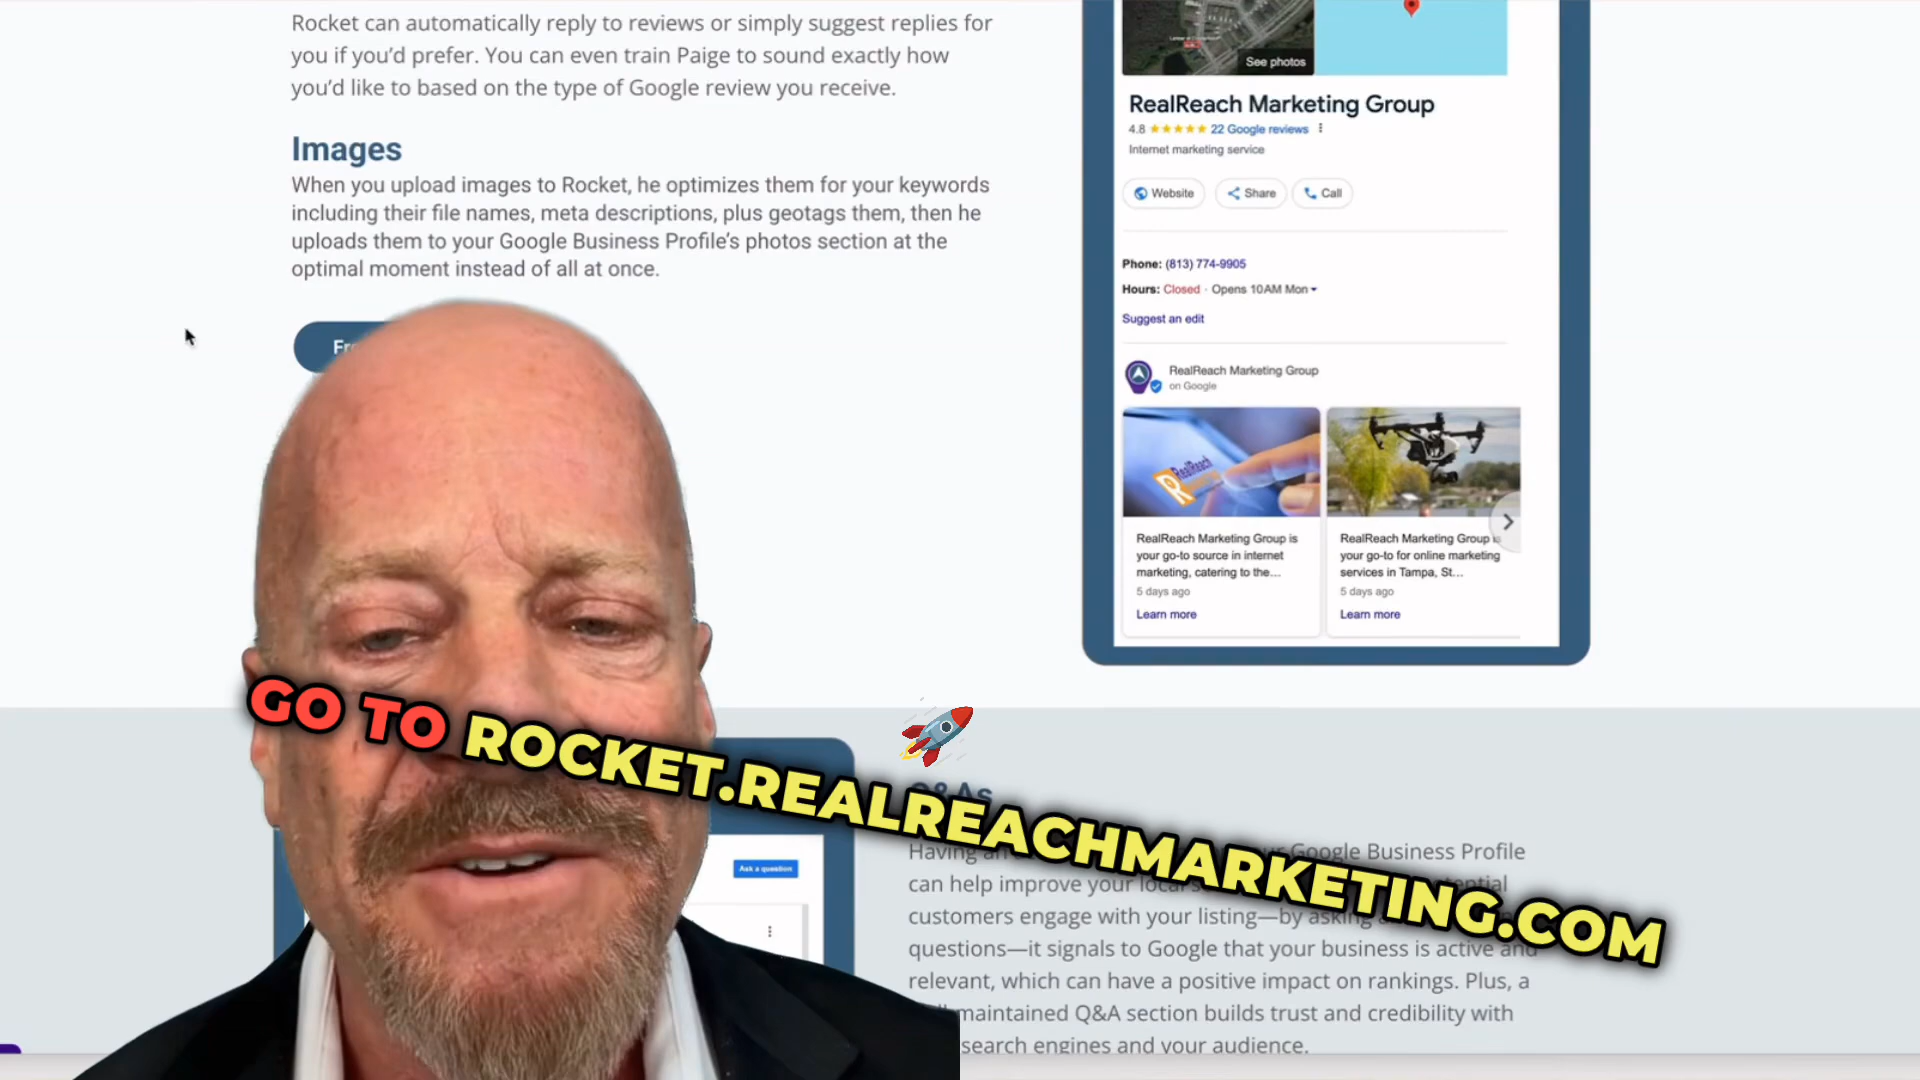 Rocket can automatically reply to reviews or simply suggest replies for
you if you'd prefer. You can even train Paige to sound exactly how
you'd like to based on the type of Google review you receive.
Images
When you upload images to Rocket, he optimizes them for your keywords
including their file names, meta descriptions, plus geotags them, then he
uploads them to your Google Business Profile's photos section at the
optimal moment instead of all at once.
See photos
RealReach Marketing Group
4.8 22 Google reviews
Internet marketing service
Website Share Call
Phone: (813) 774-9905
Hours: Closed · Opens 10AM Mon
Suggest an edit
RealReach Marketing Group
on Google
RealReach
RealReach Marketing Group is
your go-to source in internet
marketing, catering to the...
5 days ago
Learn more
RealReach Marketing Group is
your go-to for online marketing
services in Tampa, St...
5 days ago
Learn more
GO TO ROCKET.REALREACHMARKETING.COM
Ask a question
Q&As
Having Google Business Profile
can help improve your
customers engage with your listing—by
questions—it signals to Google that your business is active and
relevant, which can have a positive impact on rankings. Plus, a
maintained Q&A section builds trust and credibility with
search engines and your audience.